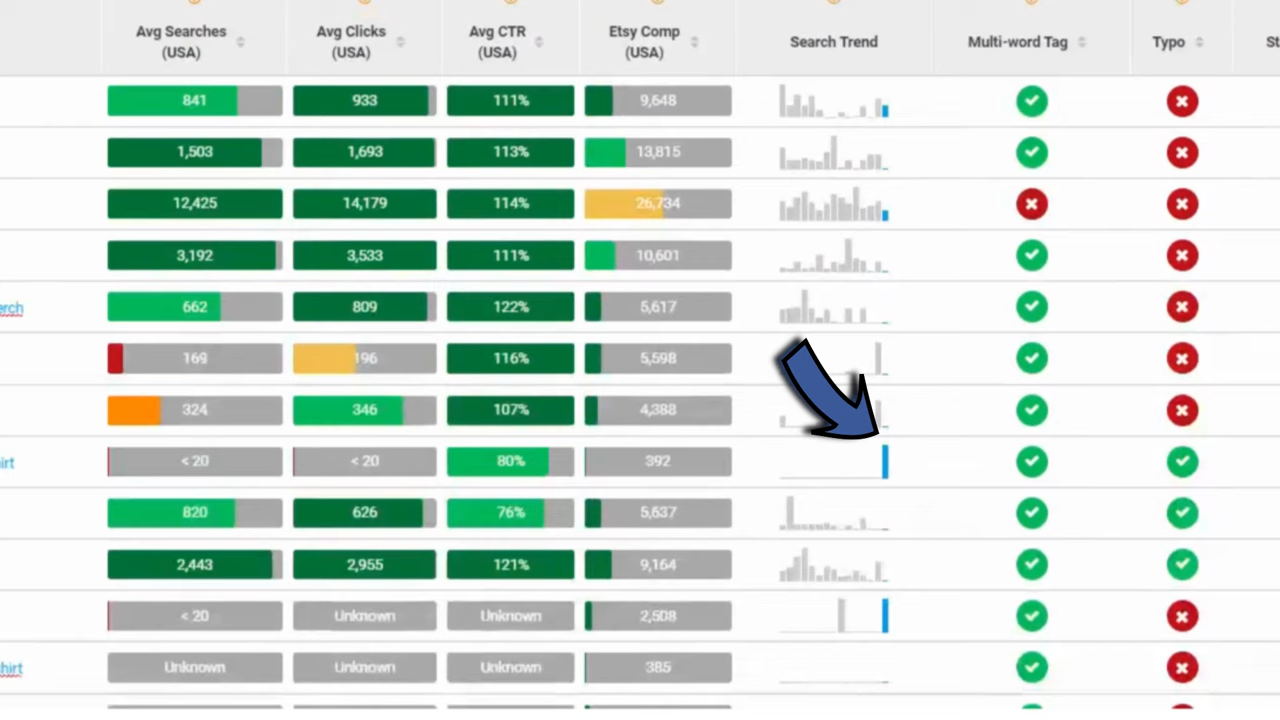 Avg Searches (USA) Avg Clicks (USA) Avg CTR (USA) Etsy Comp (USA) Search Trend Multi-word Tag Typo St
841 933 111% 9,648
1,503 1,693 113% 13,815
12,425 14,179 114% 26,734
3,192 3,533 111% 10,601
erch 662 809 122% 5,617
169 196 116% 5,598
324 346 107% 4,388
irt < 20 < 20 80% 392
820 626 76% 5,637
2,443 2,955 121% 9,164
< 20 Unknown Unknown 2,508
hirt Unknown Unknown Unknown 385